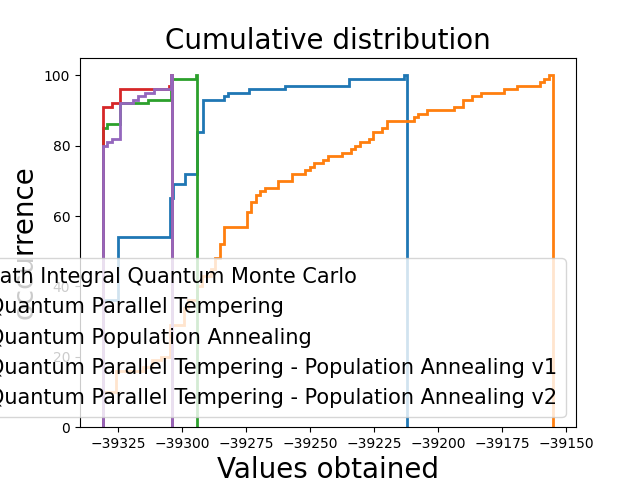 Cumulative distribution
occurrence
100
80
60
40
20
0
ath Integral Quantum Monte Carlo
Quantum Parallel Tempering
Quantum Population Annealing
Quantum Parallel Tempering - Population Annealing v1
Quantum Parallel Tempering - Population Annealing v2
−39325 −39300 −39275 −39250 −39225 −39200 −39175 −39150
Values obtained